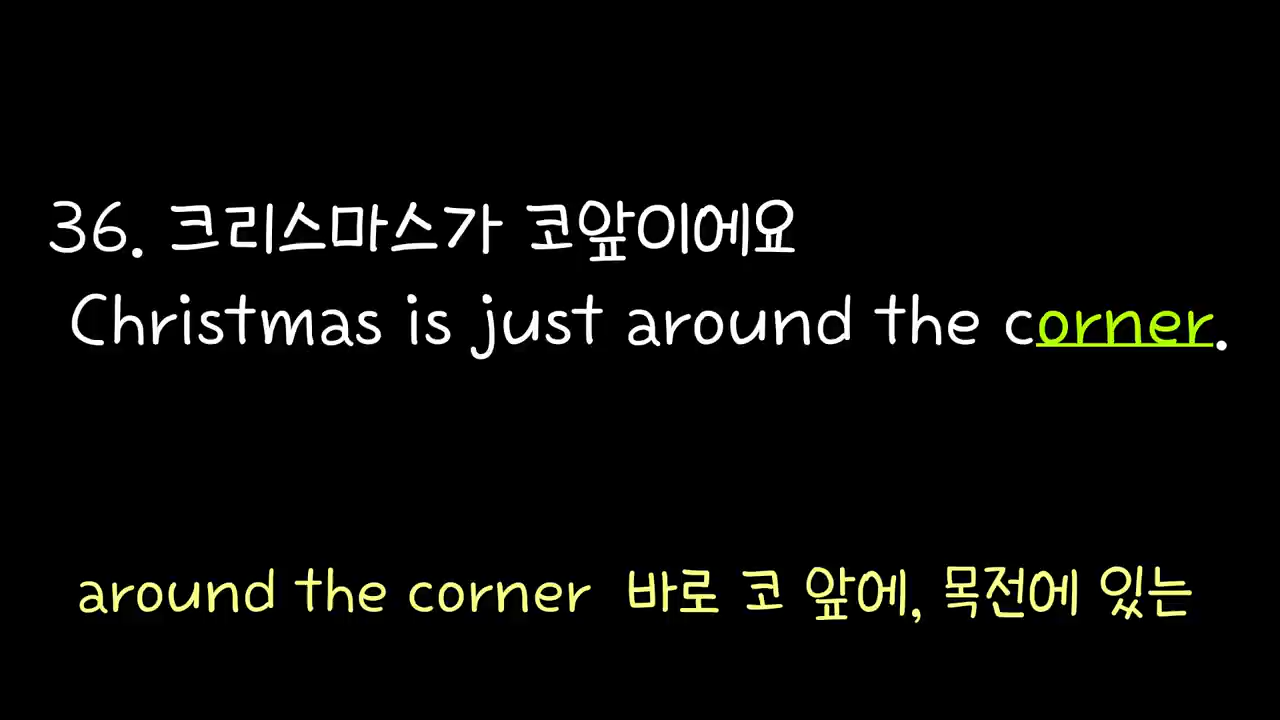 36. 크리스마스가 코앞이에요
Christmas is just around the corner.
around the corner 바로 코 앞에, 목전에 있는